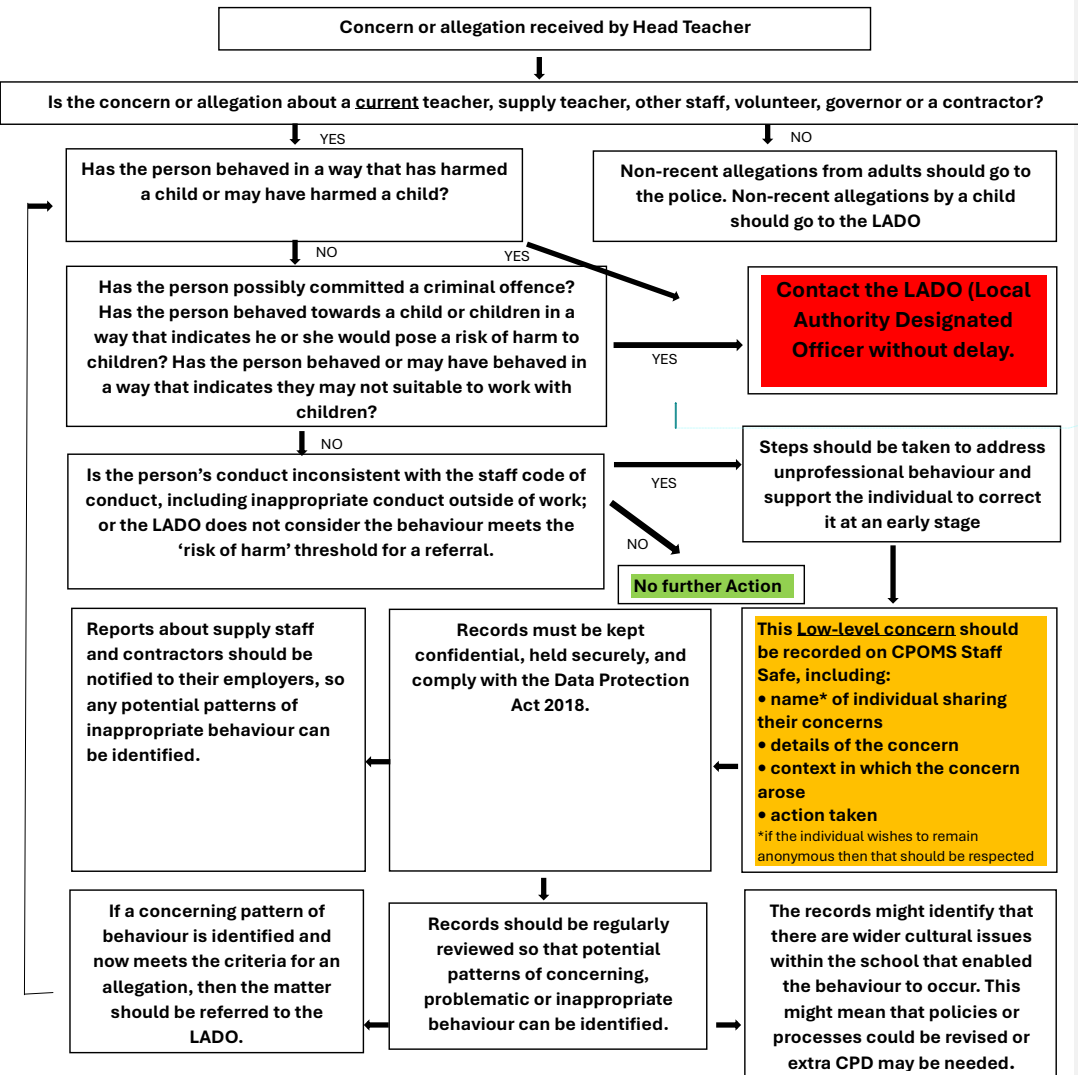 Concern or allegation received by Head Teacher
Is the concern or allegation about a current teacher, supply teacher, other staff, volunteer, governor or a contractor?
YES
NO
Has the person behaved in a way that has harmed
a child or may have harmed a child?
Non-recent allegations from adults should go to
the police. Non-recent allegations by a child
should go to the LADO
NO
YES
Has the person possibly committed a criminal offence?
Has the person behaved towards a child or children in a
way that indicates he or she would pose a risk of harm to
children? Has the person behaved or may have behaved in
a way that indicates they may not suitable to work with
children?
YES
Contact the LADO (Local
Authority Designated
Officer without delay.
NO
Is the person’s conduct inconsistent with the staff code of
conduct, including inappropriate conduct outside of work;
or the LADO does not consider the behaviour meets the
‘risk of harm’ threshold for a referral.
YES
NO
Steps should be taken to address
unprofessional behaviour and
support the individual to correct
it at an early stage
No further Action
Reports about supply staff
and contractors should be
notified to their employers, so
any potential patterns of
inappropriate behaviour can
be identified.
Records must be kept
confidential, held securely, and
comply with the Data Protection
Act 2018.
This Low-level concern should
be recorded on CPOMS Staff
Safe, including:
• name* of individual sharing
their concerns
• details of the concern
• context in which the concern
arose
• action taken
*if the individual wishes to remain
anonymous then that should be respected
If a concerning pattern of
behaviour is identified and
now meets the criteria for an
allegation, then the matter
should be referred to the
LADO.
Records should be regularly
reviewed so that potential
patterns of concerning,
problematic or inappropriate
behaviour can be identified.
The records might identify that
there are wider cultural issues
within the school that enabled
the behaviour to occur. This
might mean that policies or
processes could be revised or
extra CPD may be needed.